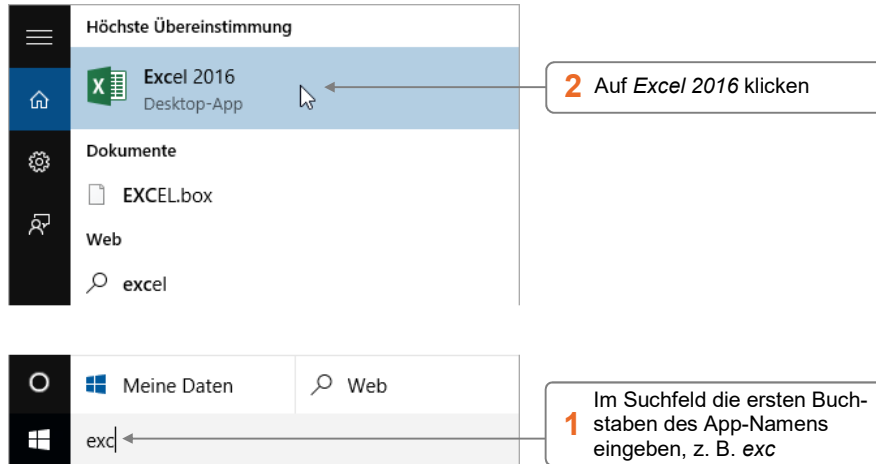 Höchste Übereinstimmung
Excel 2016
Desktop-App
2 Auf Excel 2016 klicken
Dokumente
EXCEL.box
Web
excel
Meine Daten
Web
exc
1 Im Suchfeld die ersten Buch-
staben des App-Namens
eingeben, z. B. exc